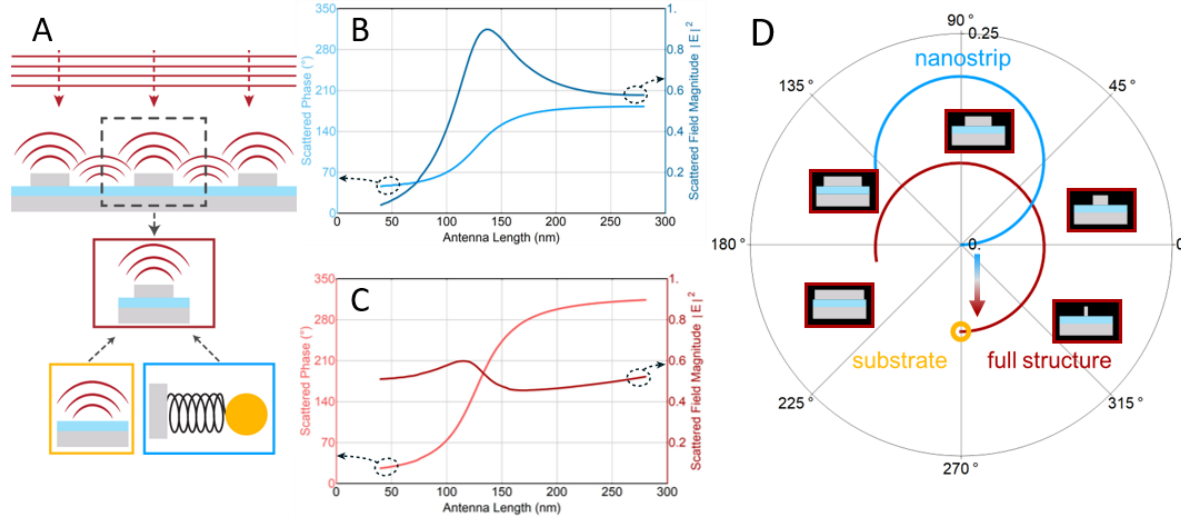 A
B
350
280
210
140
70
0
Scattered Phase (°)
1.
0.8
0.6
0.4
0.2
Scattered Field Magnitude |E|²
0 50 100 150 200 250 300
Antenna Length (nm)
C
350
280
210
140
70
0
Scattered Phase (°)
1.
0.8
0.6
0.4
0.2
Scattered Field Magnitude |E|²
0 50 100 150 200 250 300
Antenna Length (nm)
D
90°
0.25
nanostrip
135°
45°
180°
0.
0
substrate
full structure
225°
315°
270°